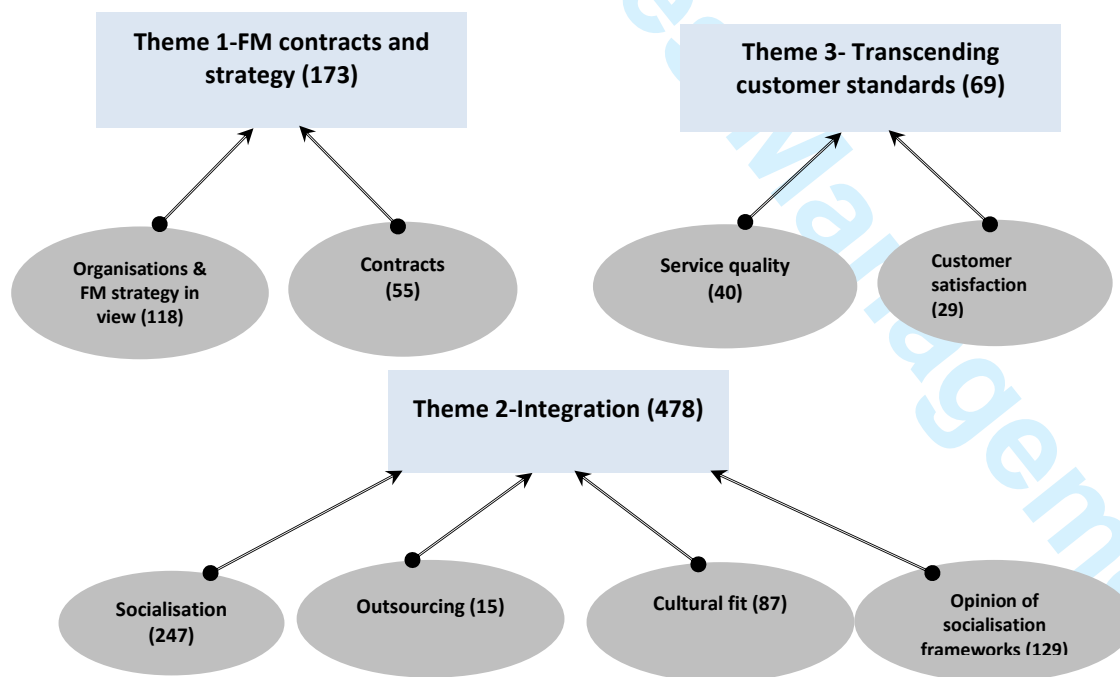 Theme 1-FM contracts and
strategy (173)
Theme 3- Transcending
customer standards (69)
Organisations &
FM strategy in
view (118)
Contracts
(55)
Service quality
(40)
Customer
satisfaction
(29)
Theme 2-Integration (478)
Socialisation
(247)
Outsourcing (15)
Cultural fit (87)
Opinion of
socialisation
frameworks (129)